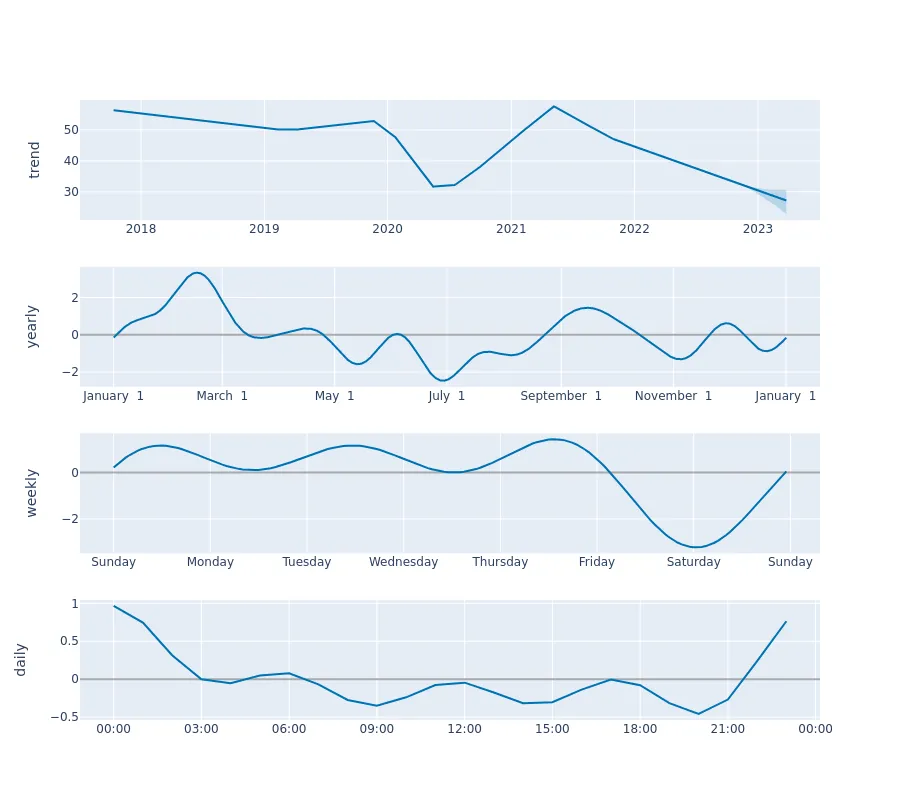 trend
50
40
30
2018 2019 2020 2021 2022 2023
yearly
2
0
−2
January 1 March 1 May 1 July 1 September 1 November 1 January 1
weekly
0
−2
Sunday Monday Tuesday Wednesday Thursday Friday Saturday Sunday
daily
1
0.5
0
−0.5
00:00 03:00 06:00 09:00 12:00 15:00 18:00 21:00 00:00